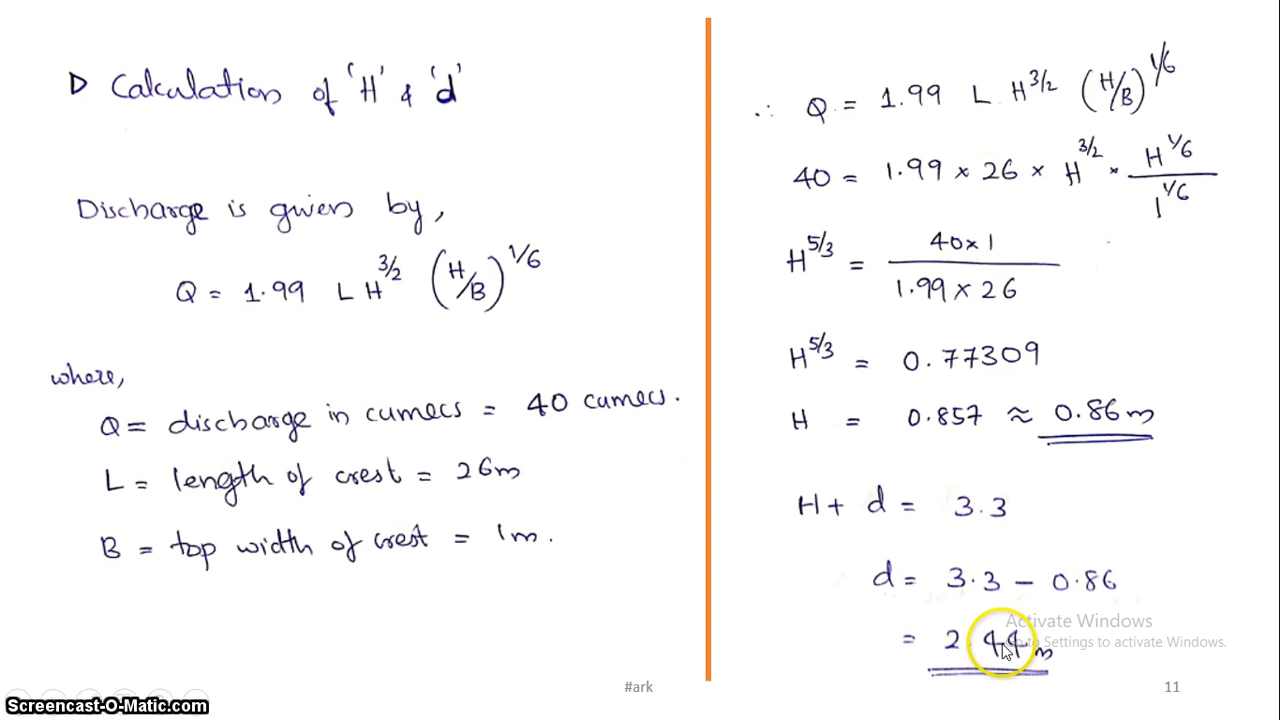 Calculation of 'H' & 'd'
Discharge is given by,
Q = 1.99 L H^3/2 (H/B)^1/6
where,
Q = discharge in cumecs = 40 cumecs.
L = length of crest = 26m
B = top width of crest = 1m.
∴ Q = 1.99 L H^3/2 (H/B)^1/6
40 = 1.99 × 26 × H^3/2 × H^1/6 / 1^1/6
H^5/3 = 40×1 / 1.99×26
H^5/3 = 0.77309
H = 0.857 ≈ 0.86m
H + d = 3.3
d = 3.3 - 0.86
= 2.44m
Activate Windows
Go to Settings to activate Windows.
#ark
11
Screencast-O-Matic.com